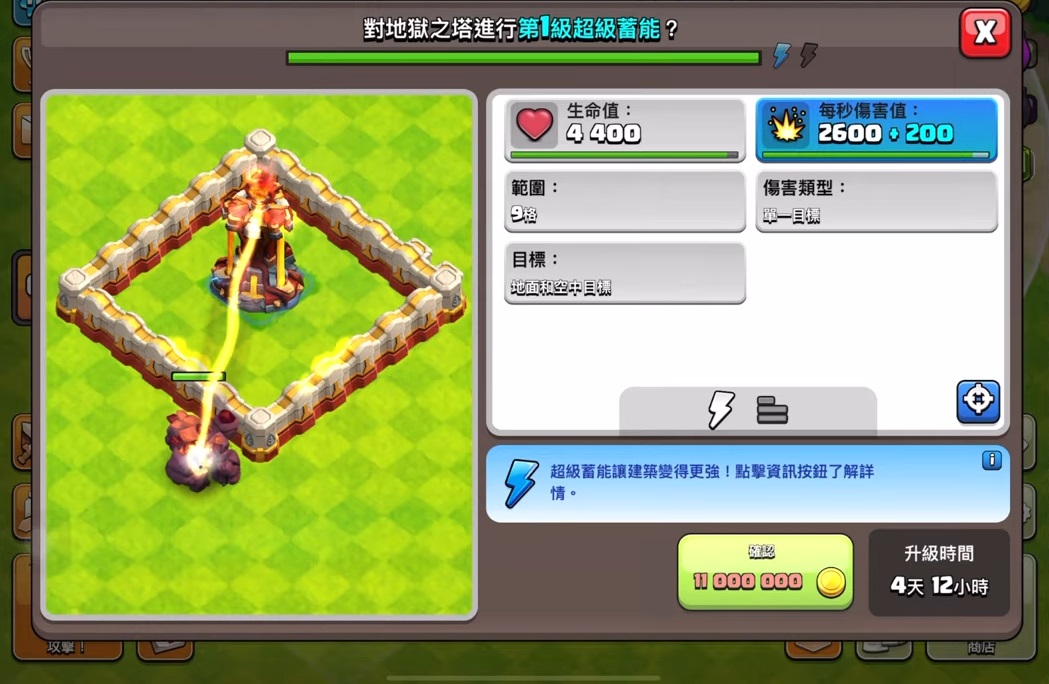 對地獄之塔進行第1級超級蓄能？
X
生命值：
4 400
每秒傷害值：
2600 + 200
範圍：
9格
傷害類型：
單一目標
目標：
地面和空中目標
i
超級蓄能讓建築變得更強！點擊資訊按鈕了解詳
情。
確認
11 000 000
升級時間
4天 12小時
攻擊！
商店